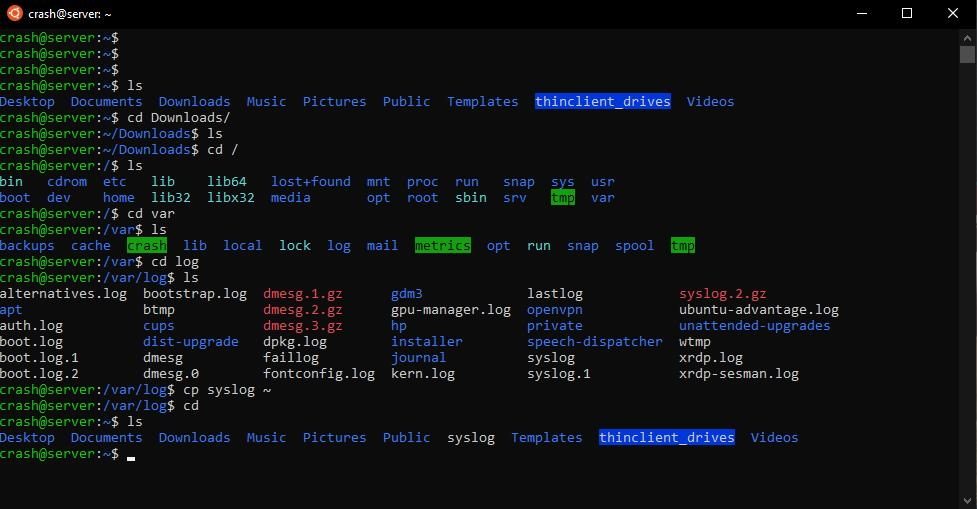 crash@server: ~
crash@server:~$
crash@server:~$
crash@server:~$
crash@server:~$ ls
Desktop  Documents  Downloads  Music  Pictures  Public  Templates  thinclient_drives  Videos
crash@server:~$ cd Downloads/
crash@server:~/Downloads$ ls
crash@server:~/Downloads$ cd /
crash@server:/$ ls
bin   cdrom  etc   lib    lib64   lost+found  mnt  proc  run   snap  sys  usr
boot  dev    home  lib32  libx32  media       opt  root  sbin  srv   tmp  var
crash@server:/$ cd var
crash@server:/var$ ls
backups  cache  crash  lib  local  lock  log  mail  metrics  opt  run  snap  spool  tmp
crash@server:/var$ cd log
crash@server:/var/log$ ls
alternatives.log  bootstrap.log  dmesg.1.gz      gdm3             lastlog            syslog.2.gz
apt               btmp           dmesg.2.gz      gpu-manager.log  openvpn            ubuntu-advantage.log
auth.log          cups           dmesg.3.gz      hp               private            unattended-upgrades
boot.log          dist-upgrade   dpkg.log        installer        speech-dispatcher  wtmp
boot.log.1        dmesg          faillog         journal          syslog             xrdp.log
boot.log.2        dmesg.0        fontconfig.log  kern.log         syslog.1           xrdp-sesman.log
crash@server:/var/log$ cp syslog ~
crash@server:/var/log$ cd
crash@server:~$ ls
Desktop  Documents  Downloads  Music  Pictures  Public  syslog  Templates  thinclient_drives  Videos
crash@server:~$